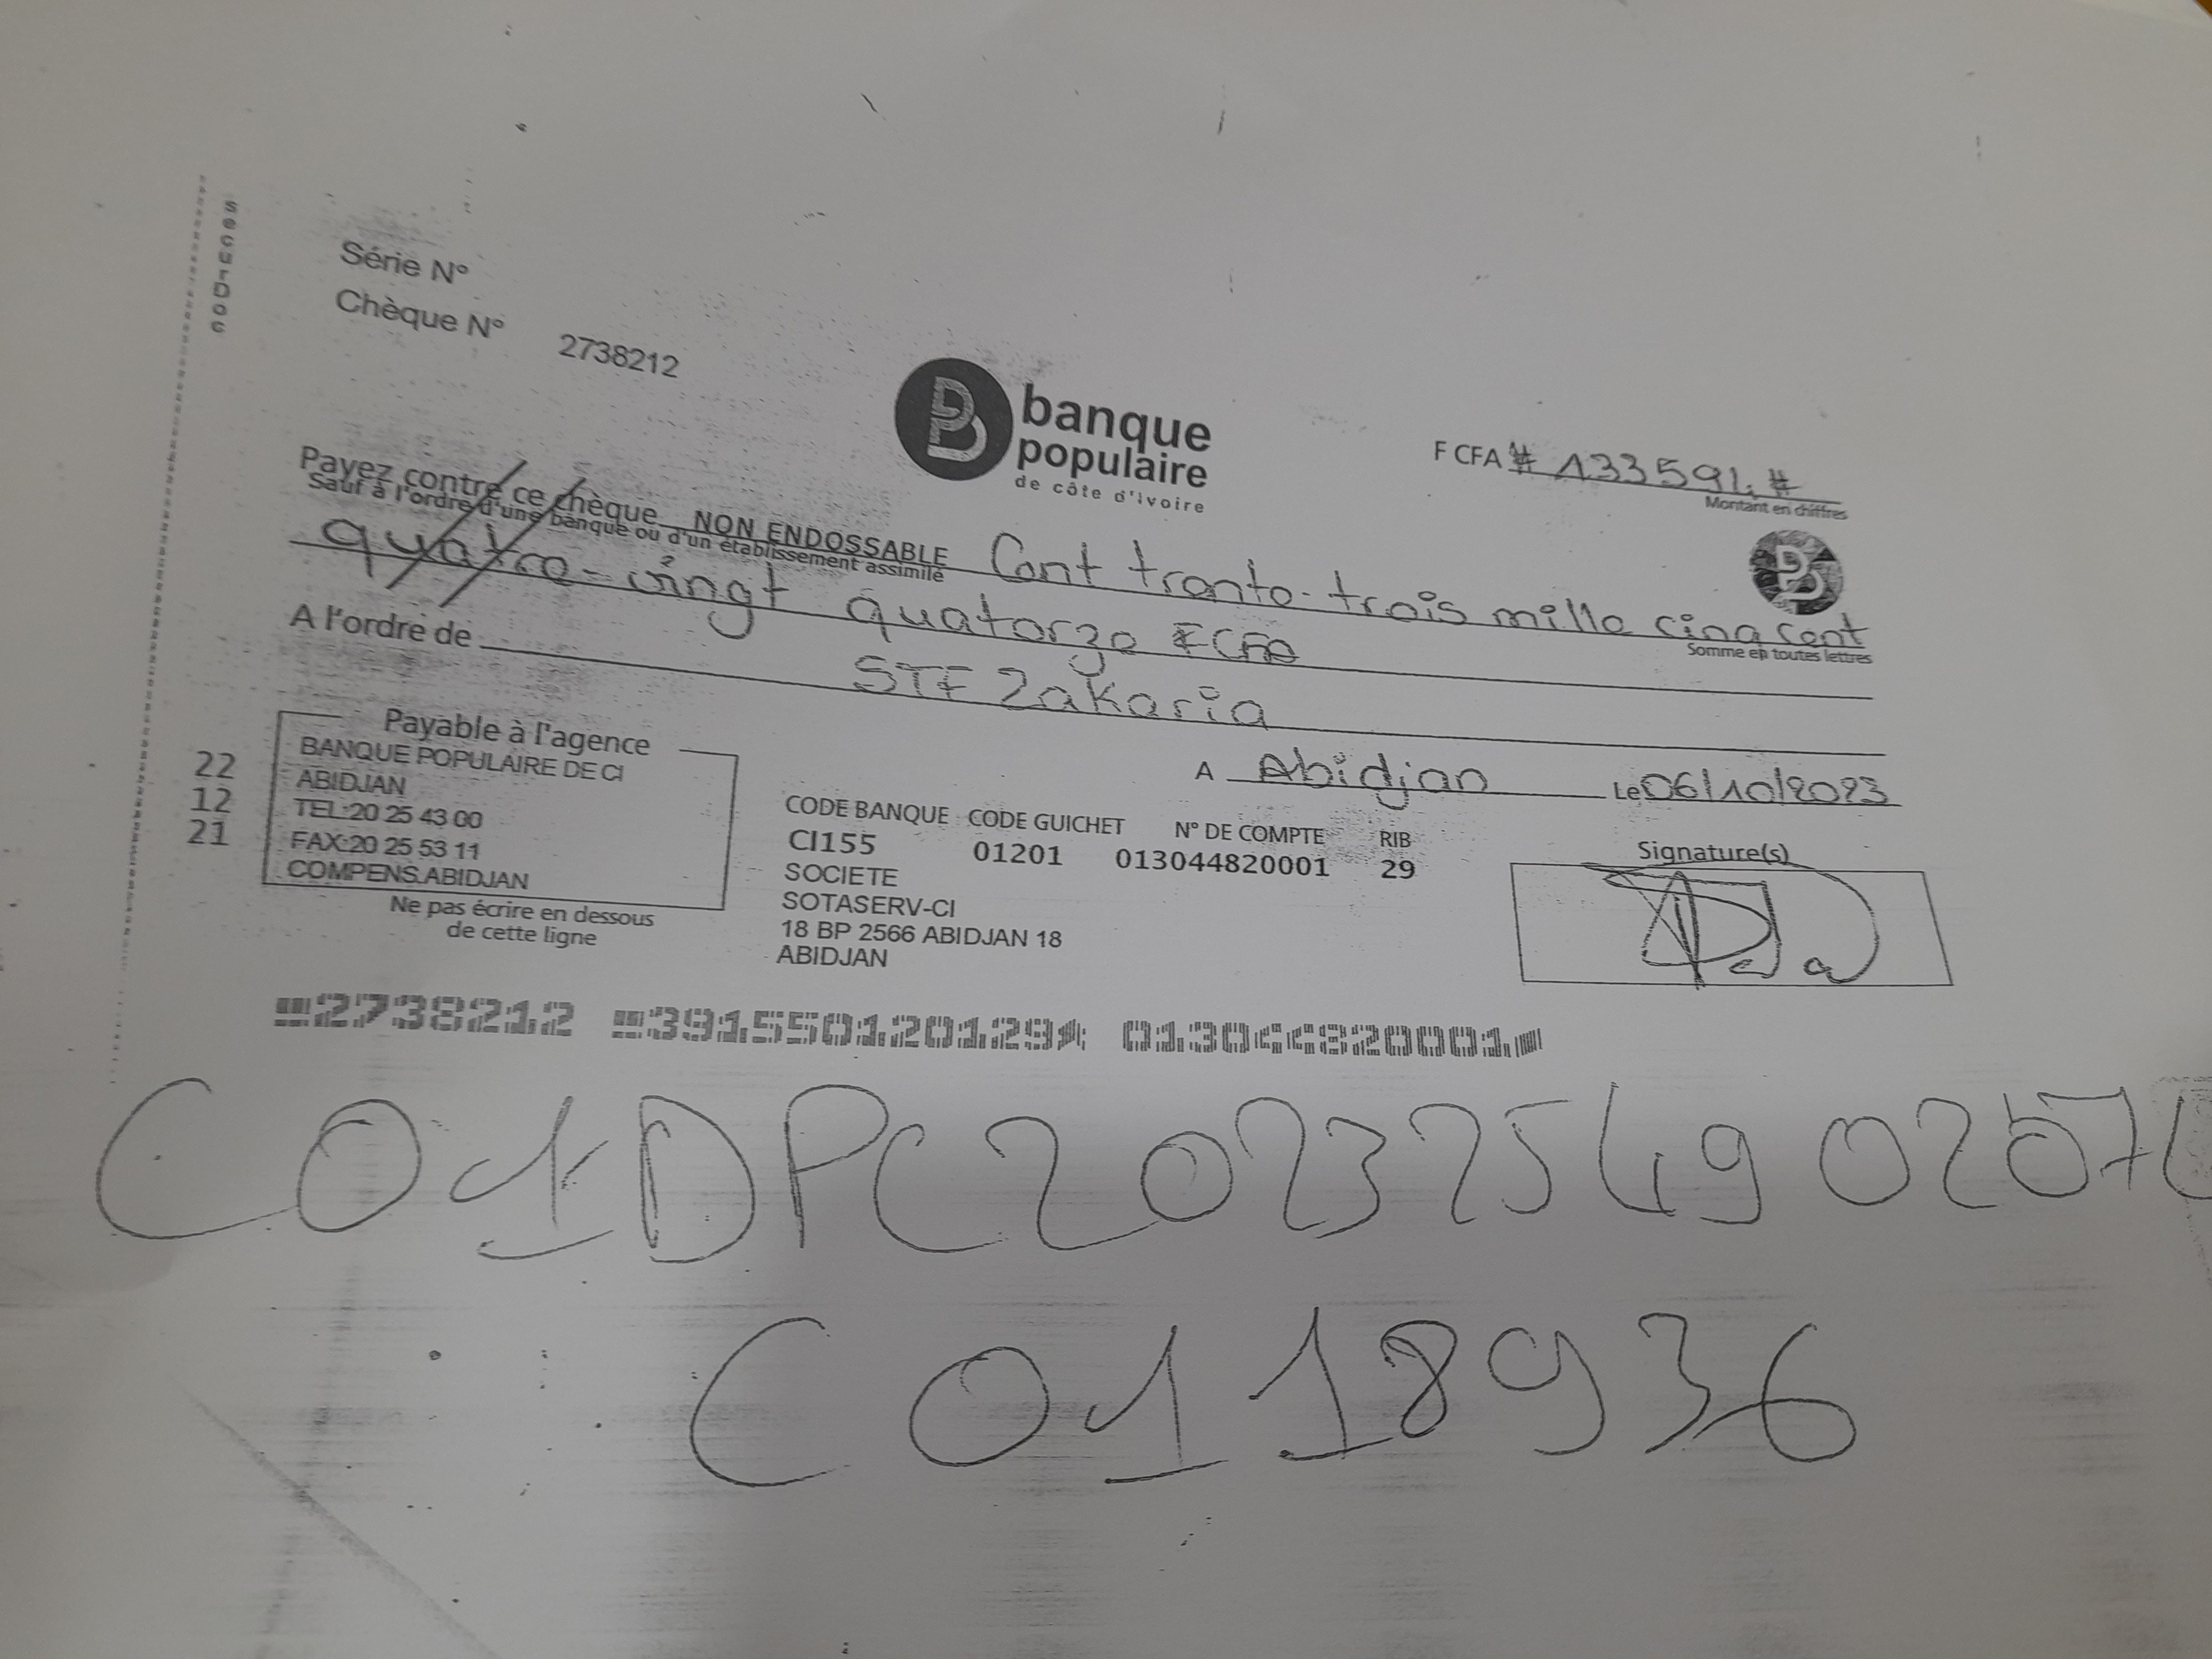 securDoc
Série N°
Chèque N° 2738212
banque
populaire
de côte d'ivoire
F CFA # 133594 #
Montant en chiffres
Payez contre ce chèque NON ENDOSSABLE Cent trente-trois mille cinq cent
Sauf à l'ordre d'une banque ou d'un établissement assimilé
Somme en toutes lettres
quatre-vingt quatorze FCFA
A l'ordre de STE Zakaria
Payable à l'agence
BANQUE POPULAIRE DE CI
ABIDJAN
TEL:20 25 43 00
FAX:20 25 53 11
COMPENS.ABIDJAN
22
12
21
Ne pas écrire en dessous
de cette ligne
A Abidjan Le 06/10/2023
CODE BANQUE CODE GUICHET N° DE COMPTE RIB
CI155 01201 013044820001 29
SOCIETE
SOTASERV-CI
18 BP 2566 ABIDJAN 18
ABIDJAN
Signature(s)
2738212 3915501201294 013044820001
C01DPC2023254902576
C0118936